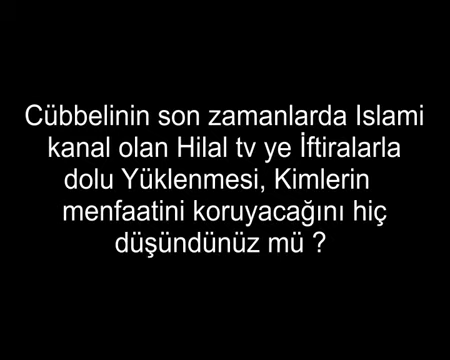 Cübbelinin son zamanlarda Islami
kanal olan Hilal tv ye İftiralarla
dolu Yüklenmesi, Kimlerin
menfaatini koruyacağını hiç
düşündünüz mü ?